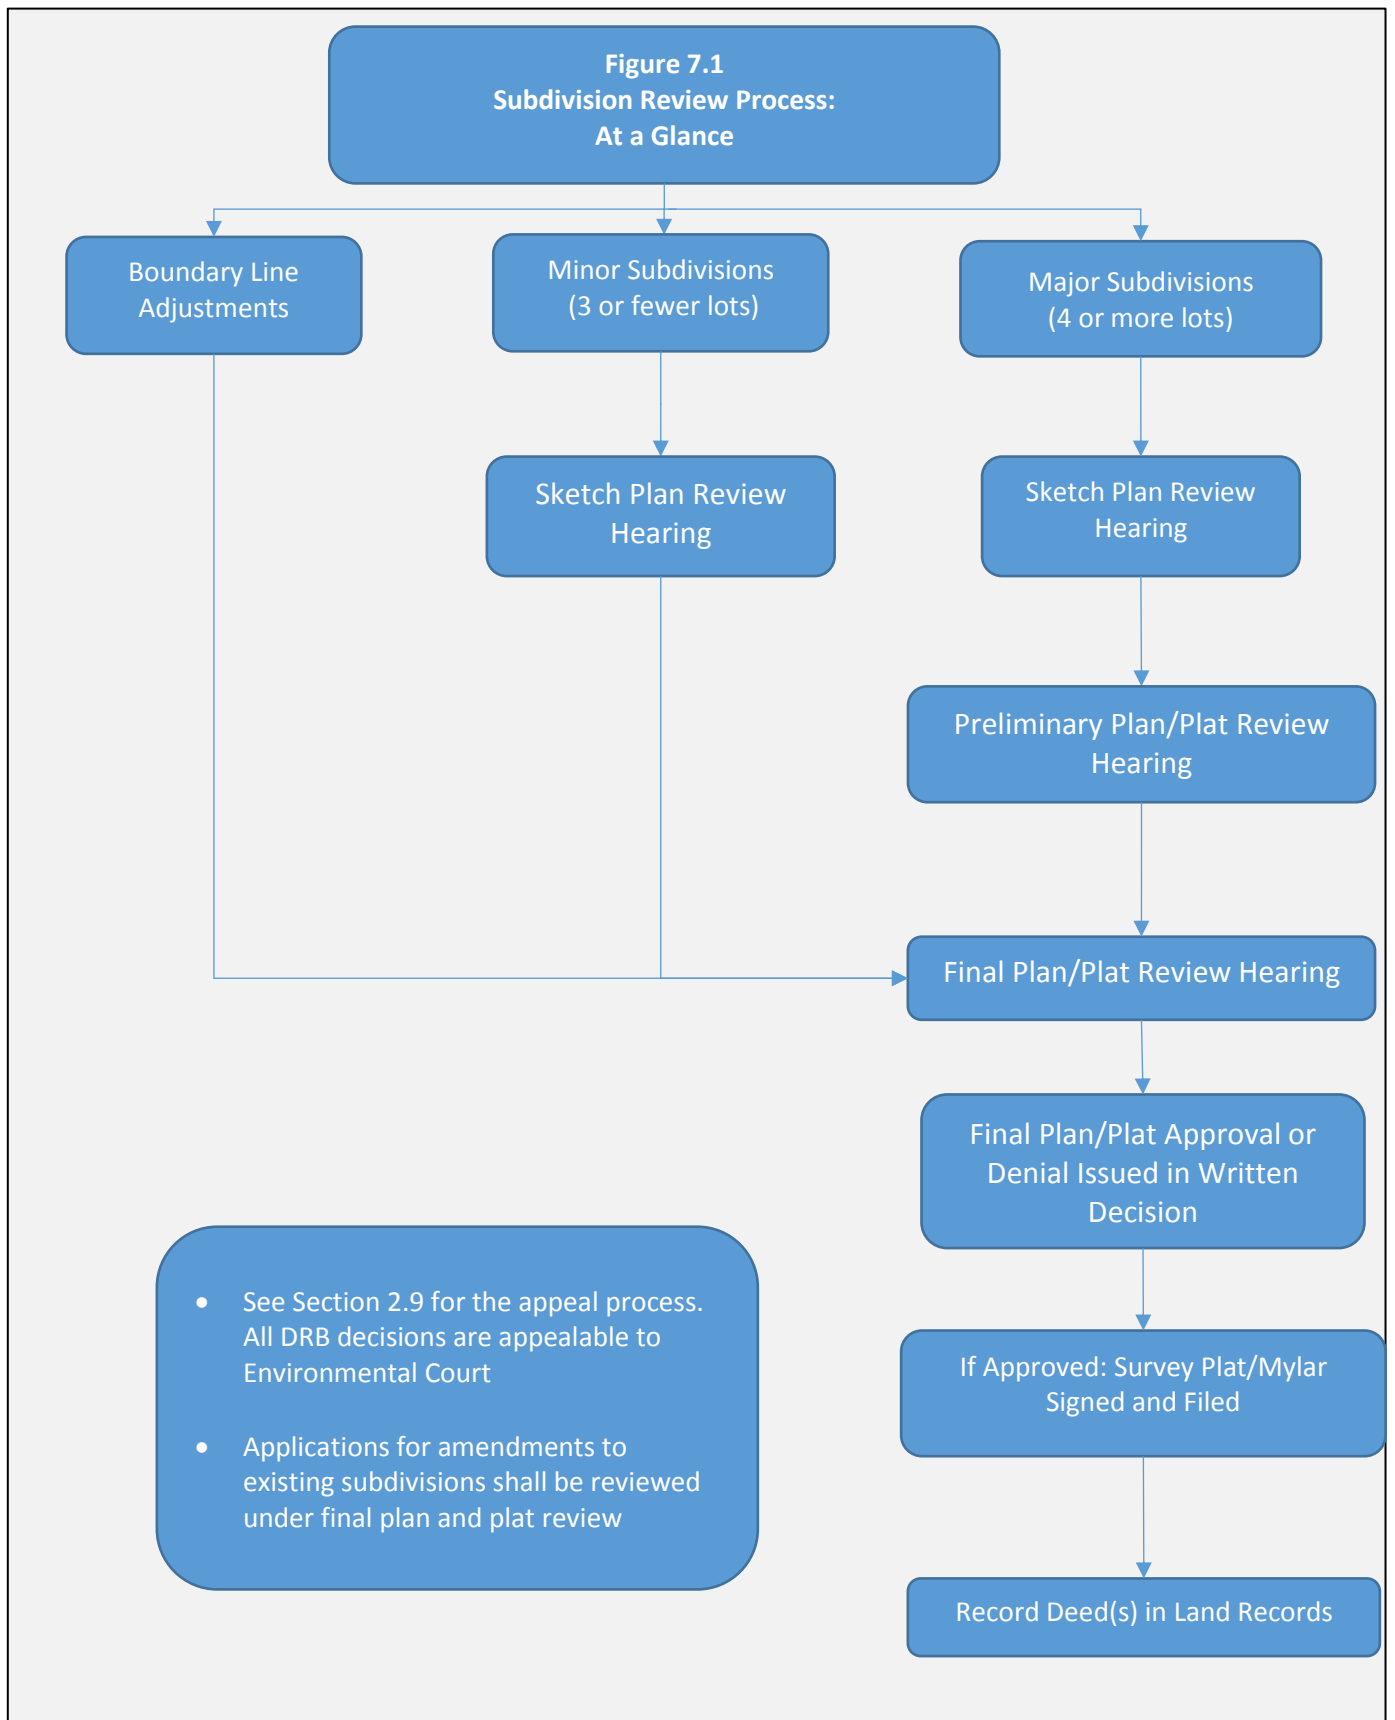 Figure 7.1
Subdivision Review Process:
At a Glance
Boundary Line
Adjustments
Minor Subdivisions
(3 or fewer lots)
Major Subdivisions
(4 or more lots)
Sketch Plan Review
Hearing
Sketch Plan Review
Hearing
Preliminary Plan/Plat Review
Hearing
Final Plan/Plat Review Hearing
Final Plan/Plat Approval or
Denial Issued in Written
Decision
• See Section 2.9 for the appeal process.
All DRB decisions are appealable to
Environmental Court
• Applications for amendments to
existing subdivisions shall be reviewed
under final plan and plat review
If Approved: Survey Plat/Mylar
Signed and Filed
Record Deed(s) in Land Records